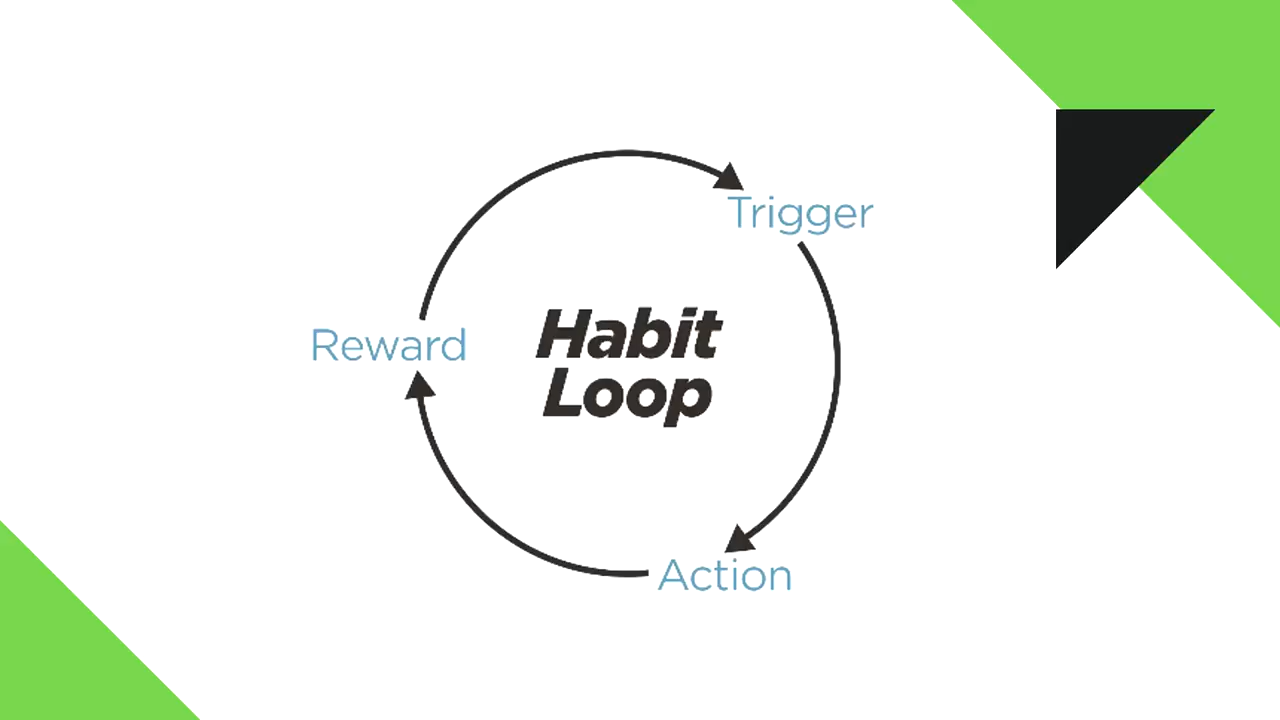 Trigger
Reward
Habit
Loop
Action